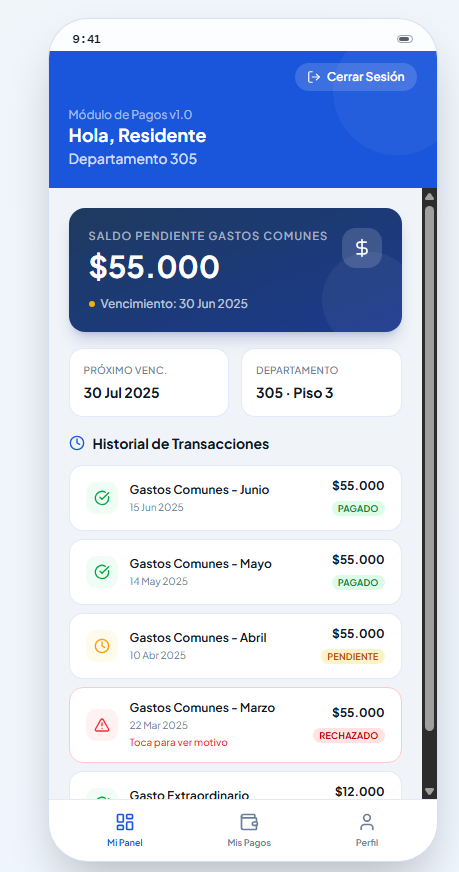 9:41
Cerrar Sesión
Módulo de Pagos v1.0
Hola, Residente
Departamento 305
SALDO PENDIENTE GASTOS COMUNES
$
$55.000
Vencimiento: 30 Jun 2025
PRÓXIMO VENC.
30 Jul 2025
DEPARTAMENTO
305 · Piso 3
Historial de Transacciones
Gastos Comunes - Junio
$55.000
15 Jun 2025
PAGADO
Gastos Comunes - Mayo
$55.000
14 May 2025
PAGADO
Gastos Comunes - Abril
$55.000
10 Abr 2025
PENDIENTE
Gastos Comunes - Marzo
$55.000
22 Mar 2025
RECHAZADO
Toca para ver motivo
Gasto Extraordinario
$12.000
Mi Panel
Mis Pagos
Perfil